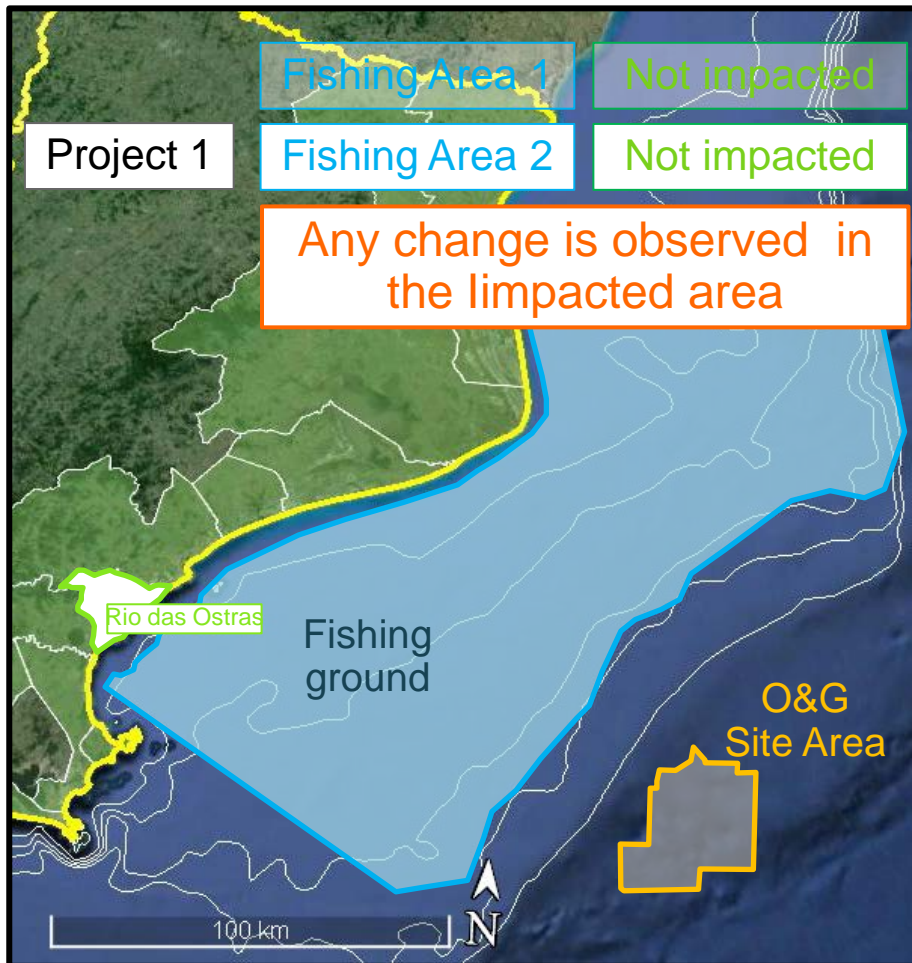 Fishing Area 1
Not impacted
Project 1
Fishing Area 2
Not impacted
Any change is observed in
the Iimpacted area
Rio das Ostras
Fishing
ground
O&G
Site Area
100 km
N